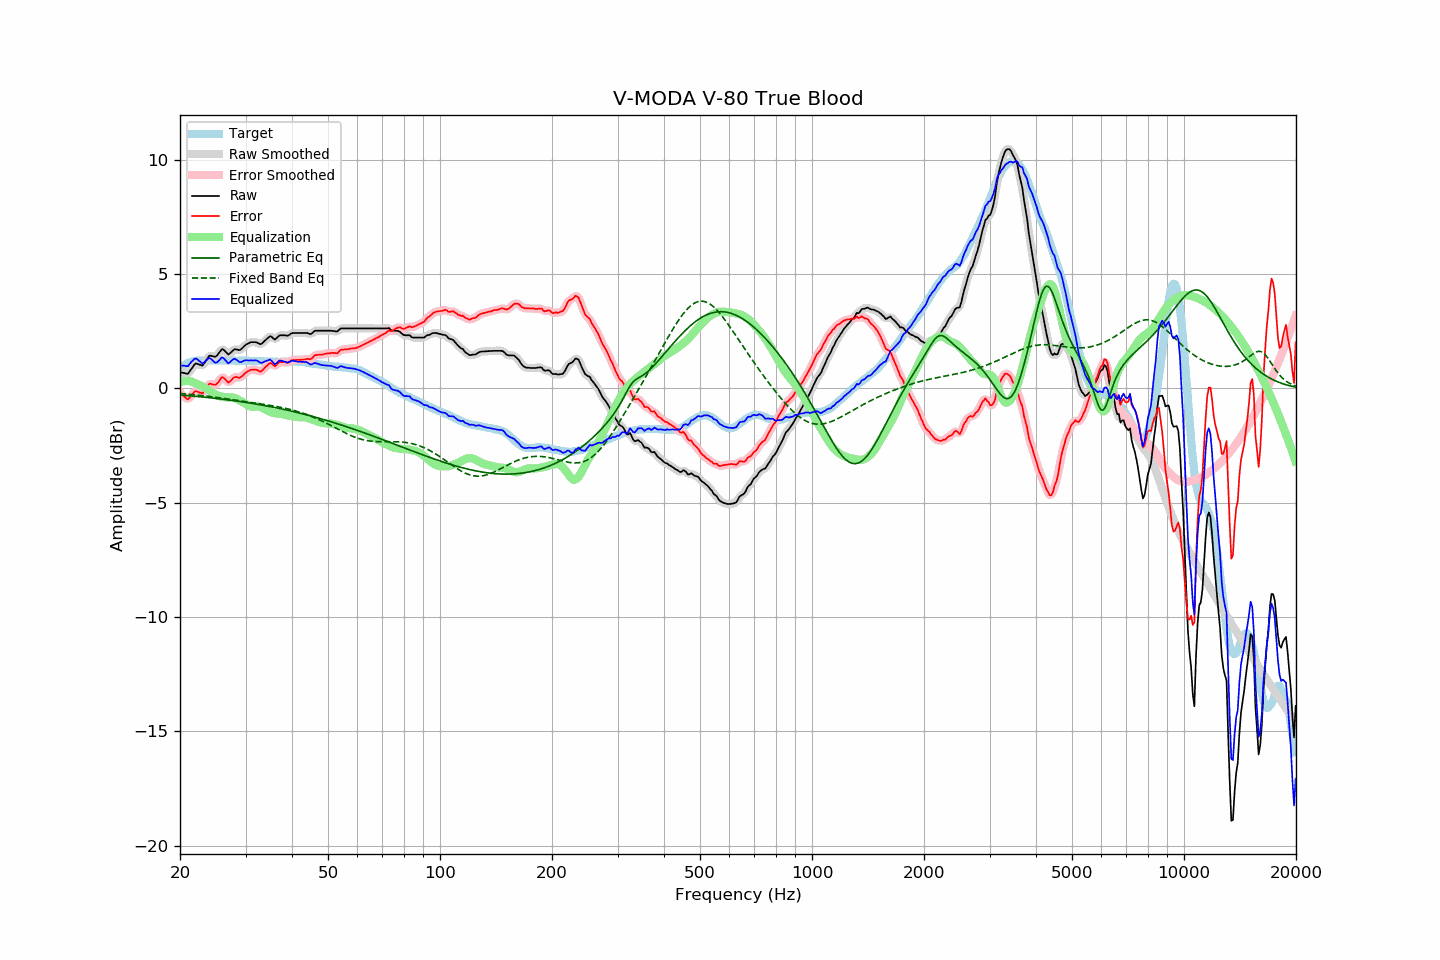 V-MODA V-80 True Blood
Target
Raw Smoothed
Error Smoothed
Raw
Error
Equalization
Parametric Eq
Fixed Band Eq
Equalized
Amplitude (dBr)
10
5
0
−5
−10
−15
−20
20
50
100
200
500
1000
2000
5000
10000
20000
Frequency (Hz)